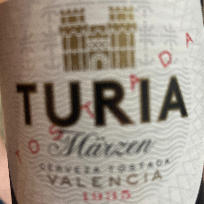 TURIA
TOSTADA
Märzen
CERVEZA TOSTADA
VALENCIA
1935